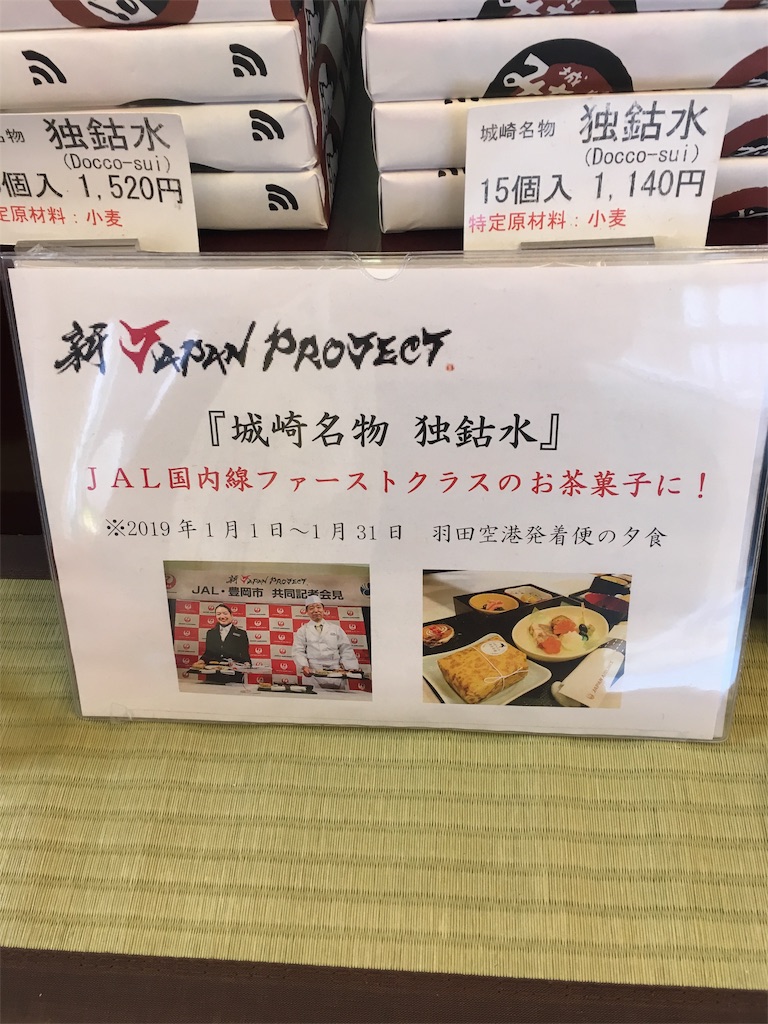 名物 独鈷水
(Docco-sui)
個入 1,520円
定原材料：小麦
城崎名物 独鈷水
(Docco-sui)
15個入 1,140円
特定原材料：小麦
新 JAPAN PROJECT
『城崎名物 独鈷水』
ＪＡＬ国内線ファーストクラスのお茶菓子に！
※2019年1月1日～1月31日 羽田空港発着便の夕食
新 JAPAN PROJECT
JAL・豊岡市 共同記者会見